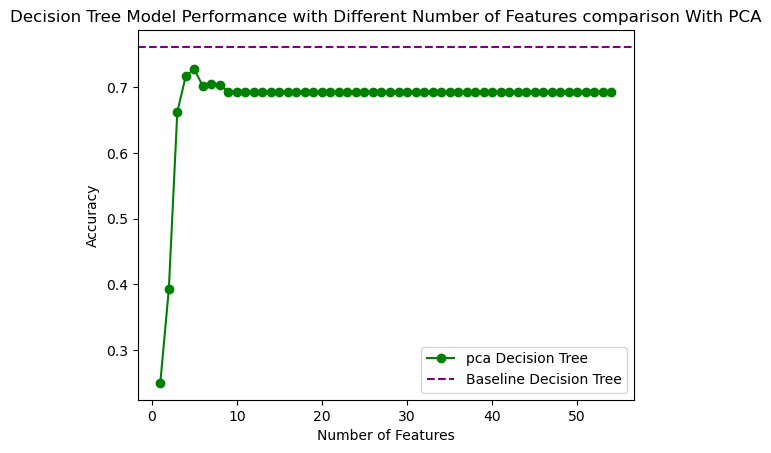 Decision Tree Model Performance with Different Number of Features comparison With PCA
0.7
0.6
0.5
0.4
0.3
Accuracy
0
10
20
30
40
50
Number of Features
pca Decision Tree
Baseline Decision Tree